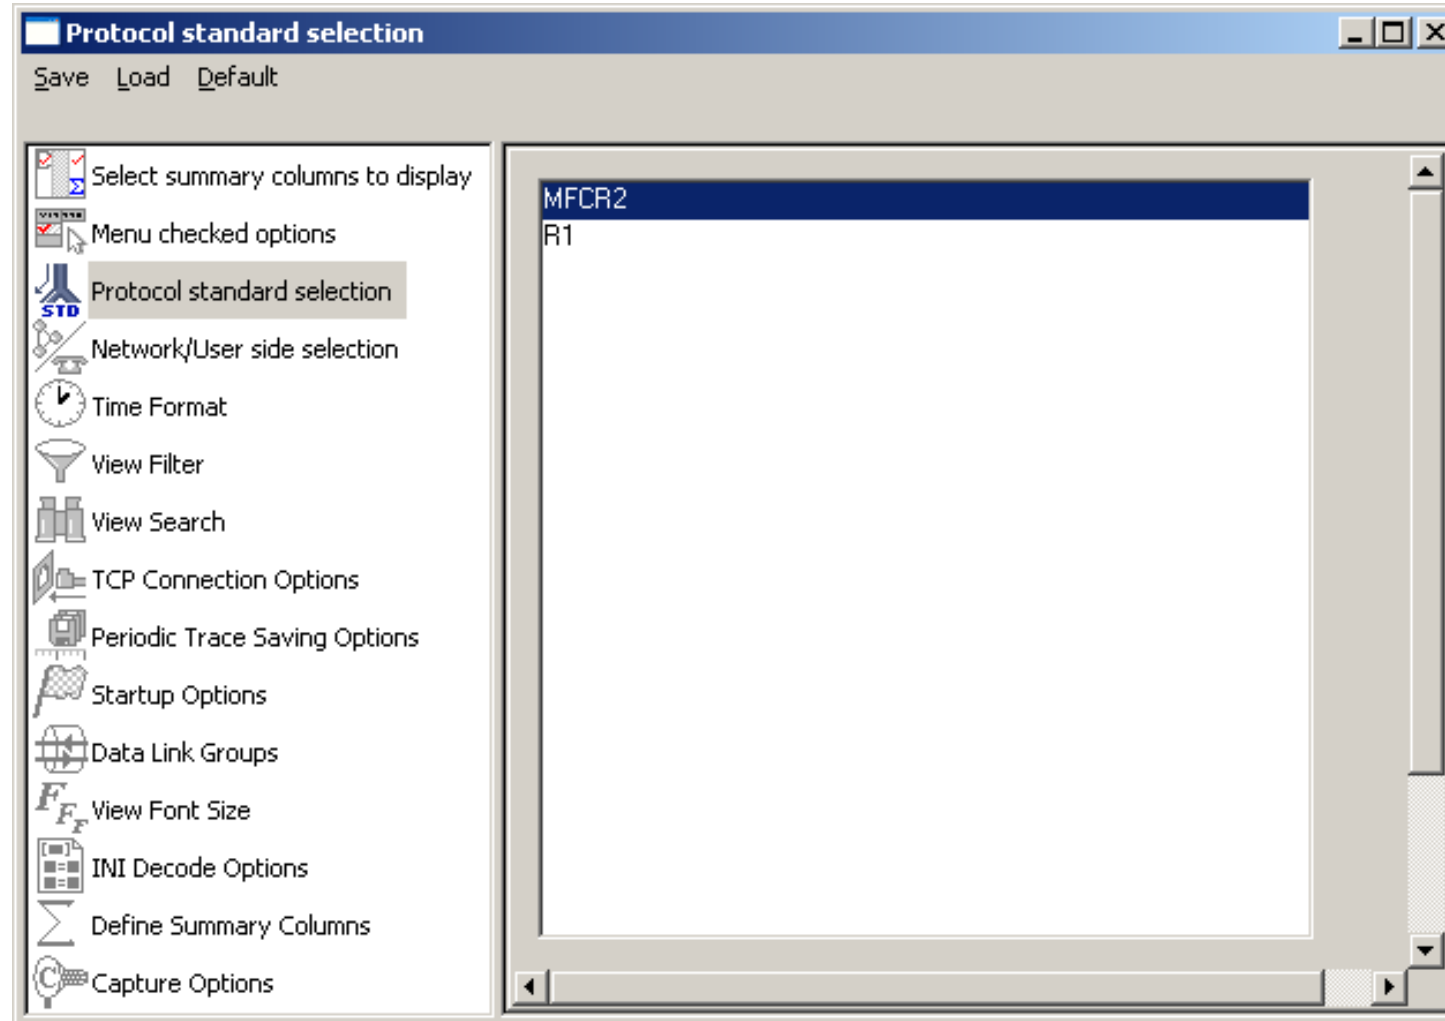 Protocol standard selection
Save Load Default
Select summary columns to display
Menu checked options
STD
Protocol standard selection
Network/User side selection
Time Format
View Filter
View Search
TCP Connection Options
Periodic Trace Saving Options
Startup Options
Data Link Groups
View Font Size
INI Decode Options
Define Summary Columns
Capture Options
MFCR2
R1